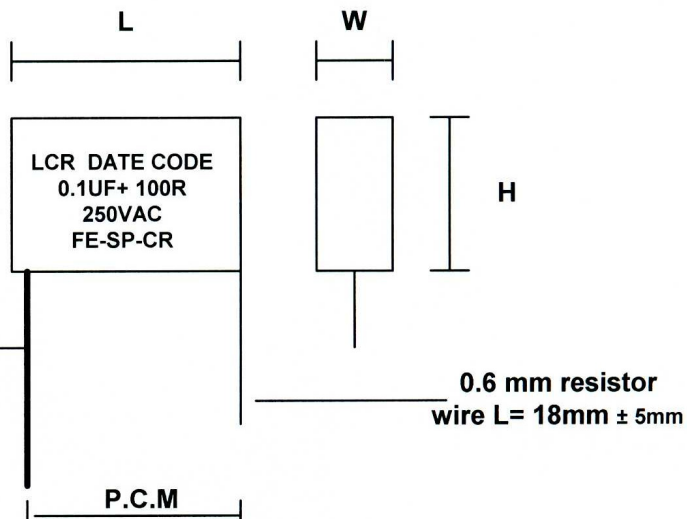 L
W
LCR DATE CODE
0.1UF+ 100R
250VAC
FE-SP-CR
H
0.6 mm resistor
wire L= 18mm ± 5mm
P.C.M